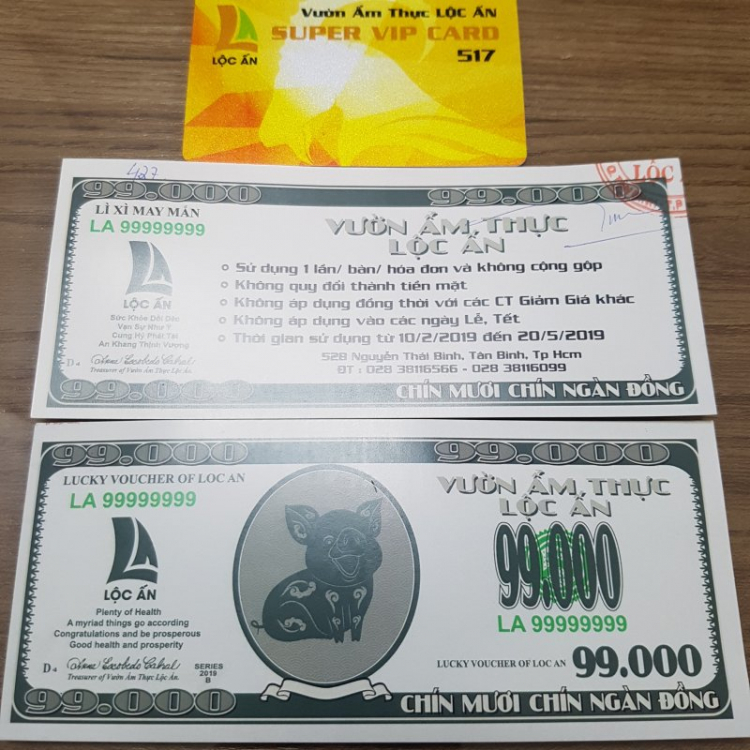 Vườn Ẩm Thực LỘC ẤN
SUPER VIP CARD
517
LỘC ẤN
427
99.000
99.000
LỘC
LÌ XÌ MAY MẮN
LA 99999999
VƯỜN ẨM THỰC
LỘC ẤN
LỘC ẤN
Sức Khỏe Dồi Dào
Vạn Sự Như Ý
Cung Hỷ Phát Tài
An Khang Thịnh Vượng
D 4
Treasurer of Vườn Ẩm Thực Lộc Ấn.
Sử dụng 1 lần/ bàn/ hóa đơn và không cộng gộp
Không quy đổi thành tiền mặt
Không áp dụng đồng thời với các CT Giảm Giá khác
Không áp dụng vào các ngày Lễ, Tết
Thời gian sử dụng từ 10/2/2019 đến 20/5/2019
528 Nguyễn Thái Bình, Tân Bình, Tp Hcm
ĐT : 028 38116566 - 028 38116099
99.000
CHÍN MƯƠI CHÍN NGÀN ĐỒNG
99.000
99.000
LUCKY VOUCHER OF LOC AN
LA 99999999
VƯỜN ẨM THỰC
LỘC ẤN
99.000
LA 99999999
LỘC ẤN
Plenty of Health
A myriad things go according
Congratulations and be prosperous
Good health and prosperity
D 4
Treasurer of Vườn Ẩm Thực Lộc Ấn.
SERIES
2019
B
LUCKY VOUCHER OF LOC AN 99.000
99.000
CHÍN MƯƠI CHÍN NGÀN ĐỒNG